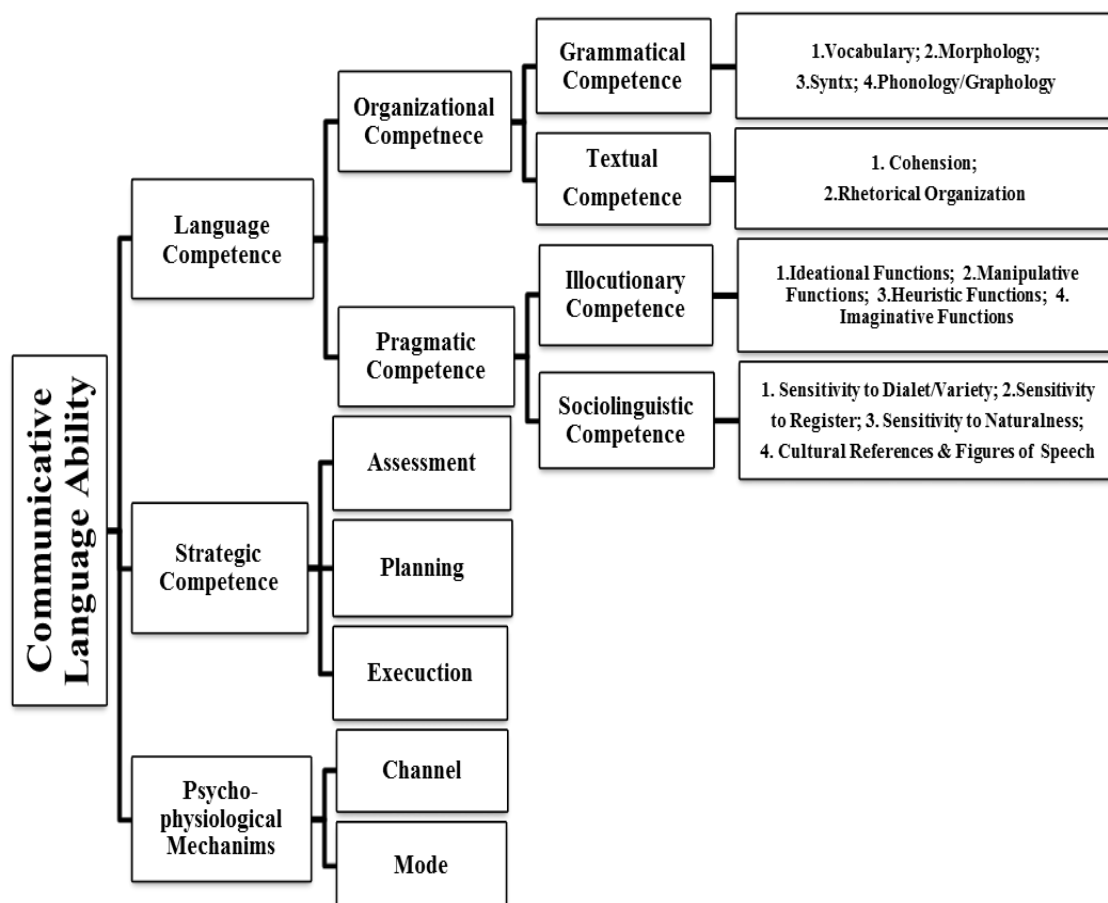 Communicative
Language Ability
Language
Competence
Organizational
Competnece
Grammatical
Competence
1.Vocabulary; 2.Morphology;
3.Syntx; 4.Phonology/Graphology
Textual
Competence
1. Cohension;
2.Rhetorical Organization
Pragmatic
Competence
Illocutionary
Competence
1.Ideational Functions; 2.Manipulative
Functions; 3.Heuristic Functions; 4.
Imaginative Functions
Sociolinguistic
Competence
1. Sensitivity to Dialet/Variety; 2.Sensitivity
to Register; 3. Sensitivity to Naturalness;
4. Cultural References & Figures of Speech
Strategic
Competence
Assessment
Planning
Execuction
Psycho-
physiological
Mechanims
Channel
Mode